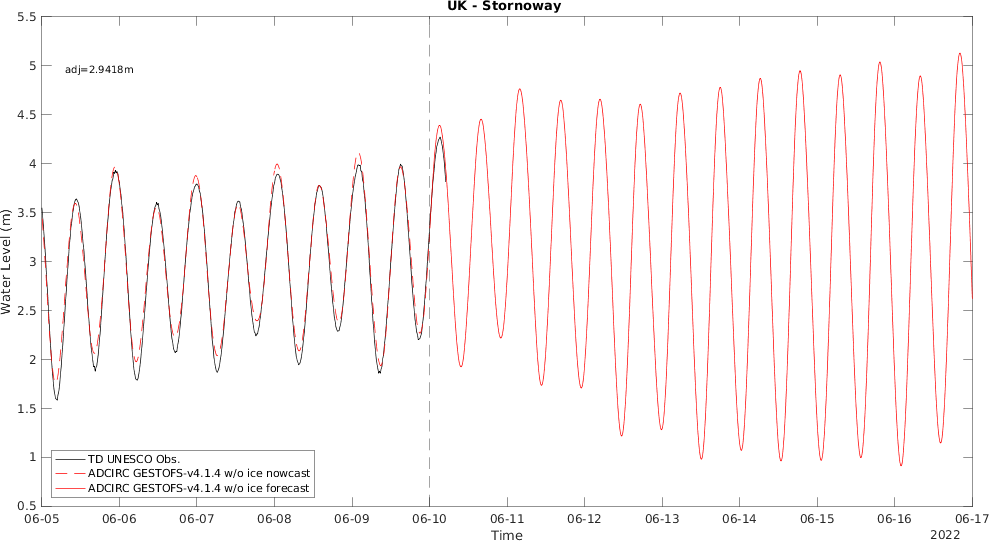 UK - Stornoway
5.5
adj=2.9418m
5
4.5
4
3.5
3
2.5
2
1.5
1
0.5
Water Level (m)
TD UNESCO Obs.
ADCIRC GESTOFS-v4.1.4 w/o ice nowcast
ADCIRC GESTOFS-v4.1.4 w/o ice forecast
06-05 06-06 06-07 06-08 06-09 06-10 06-11 06-12 06-13 06-14 06-15 06-16 06-17
Time
2022